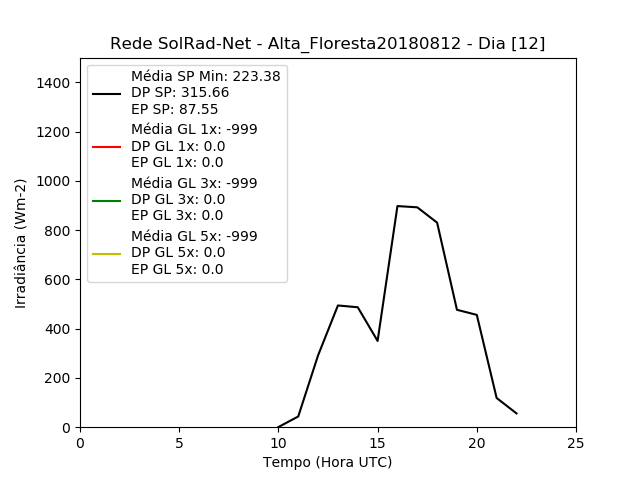 Rede SolRad-Net - Alta_Floresta20180812 - Dia [12]
Média SP Min: 223.38
DP SP: 315.66
EP SP: 87.55
Média GL 1x: -999
DP GL 1x: 0.0
EP GL 1x: 0.0
Média GL 3x: -999
DP GL 3x: 0.0
EP GL 3x: 0.0
Média GL 5x: -999
DP GL 5x: 0.0
EP GL 5x: 0.0
Irradiância (Wm-2)
1400
1200
1000
800
600
400
200
0
0 5 10 15 20 25
Tempo (Hora UTC)